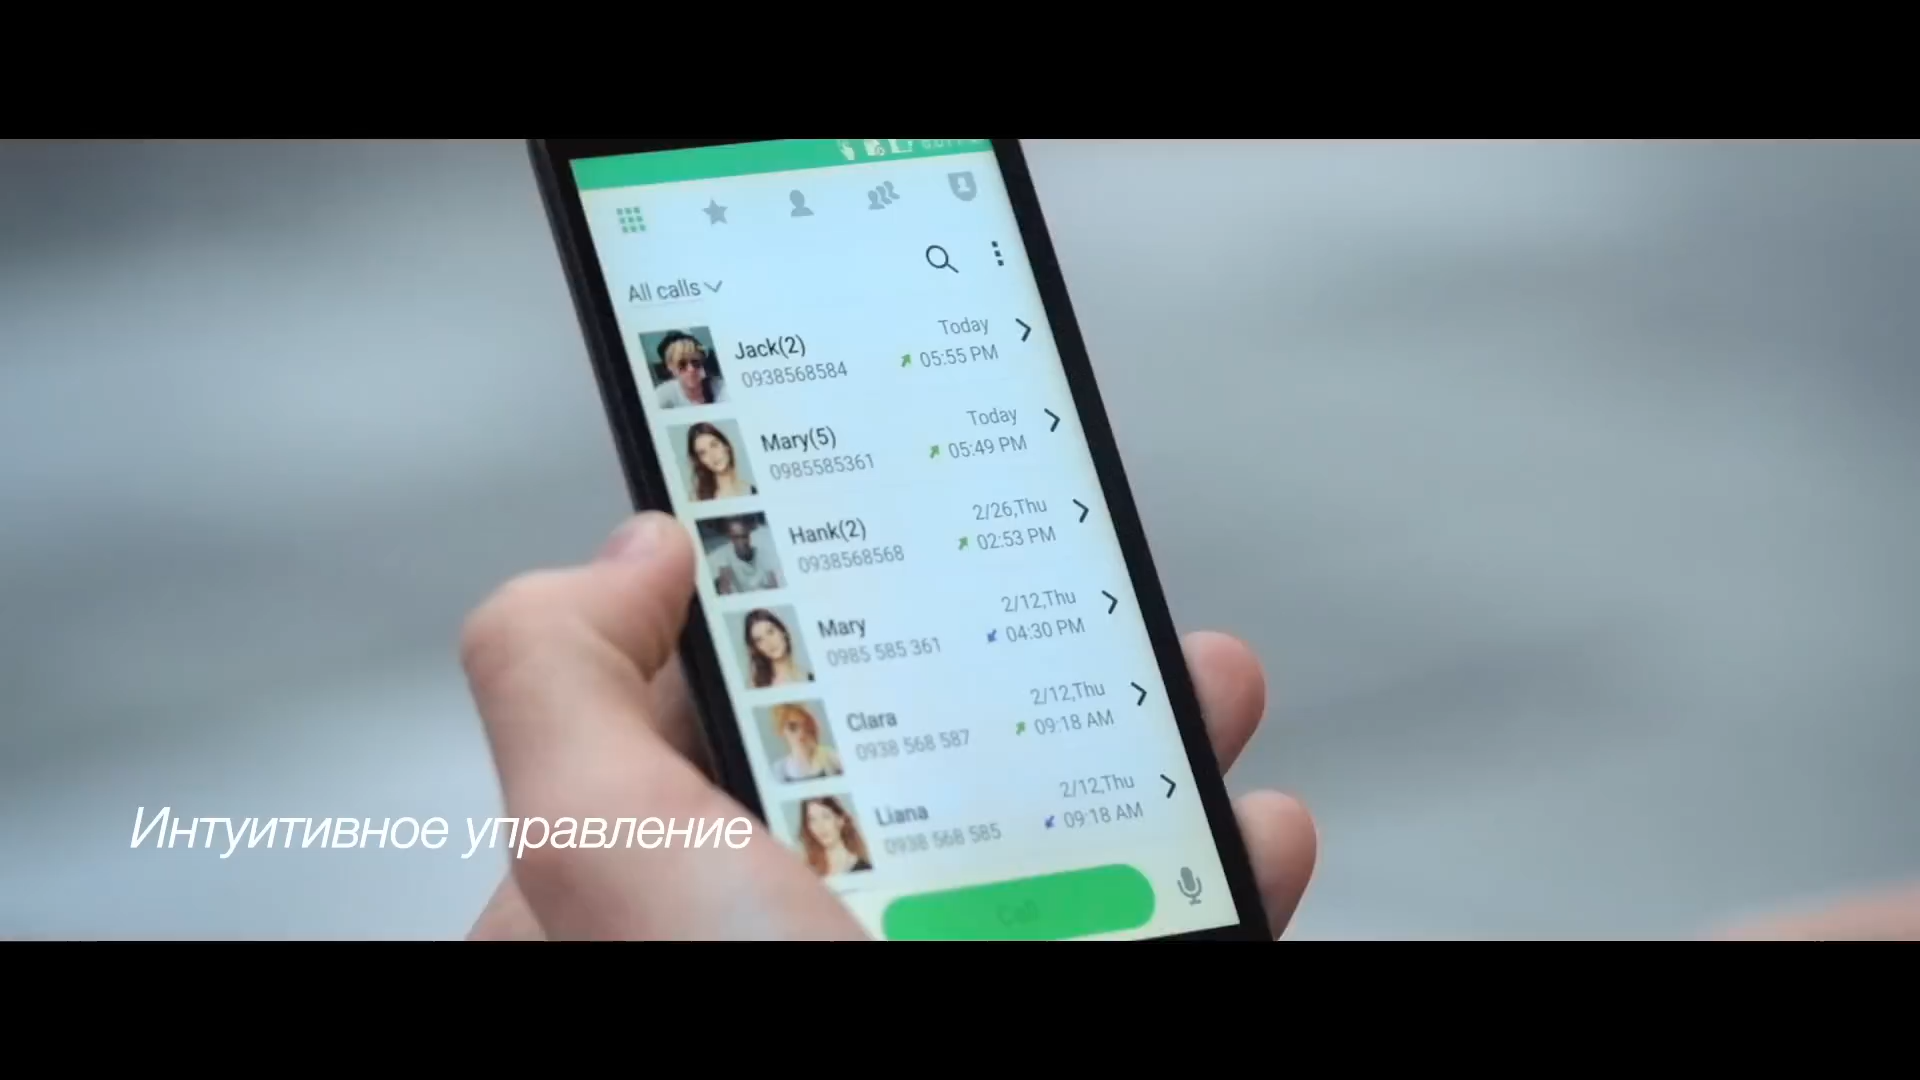 All calls
Jack(2)
Today
0938568584
05:55 PM
Mary(5)
Today
0985585361
05:49 PM
Hank(2)
2/26,Thu
0938568568
02:53 PM
Mary
2/12,Thu
0985 585 361
04:30 PM
Clara
2/12,Thu
0938 568 587
09:18 AM
Liana
2/12,Thu
0938 568 585
09:18 AM
Интуитивное управление
Call